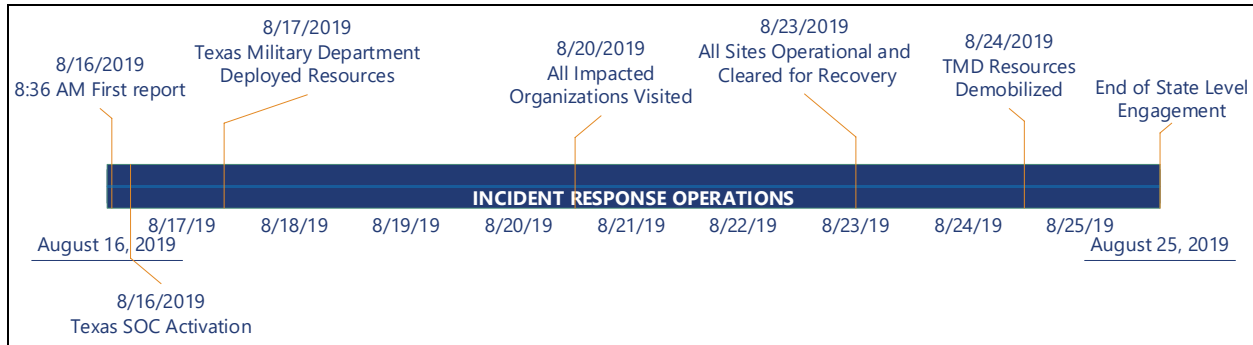 8/16/2019
8:36 AM First report
8/17/2019
Texas Military Department
Deployed Resources
8/20/2019
All Impacted
Organizations Visited
8/23/2019
All Sites Operational and
Cleared for Recovery
8/24/2019
TMD Resources
Demobilized
End of State Level
Engagement
INCIDENT RESPONSE OPERATIONS
8/17/19
8/18/19
8/19/19
8/20/19
8/21/19
8/22/19
8/23/19
8/24/19
8/25/19
August 16, 2019
August 25, 2019
8/16/2019
Texas SOC Activation